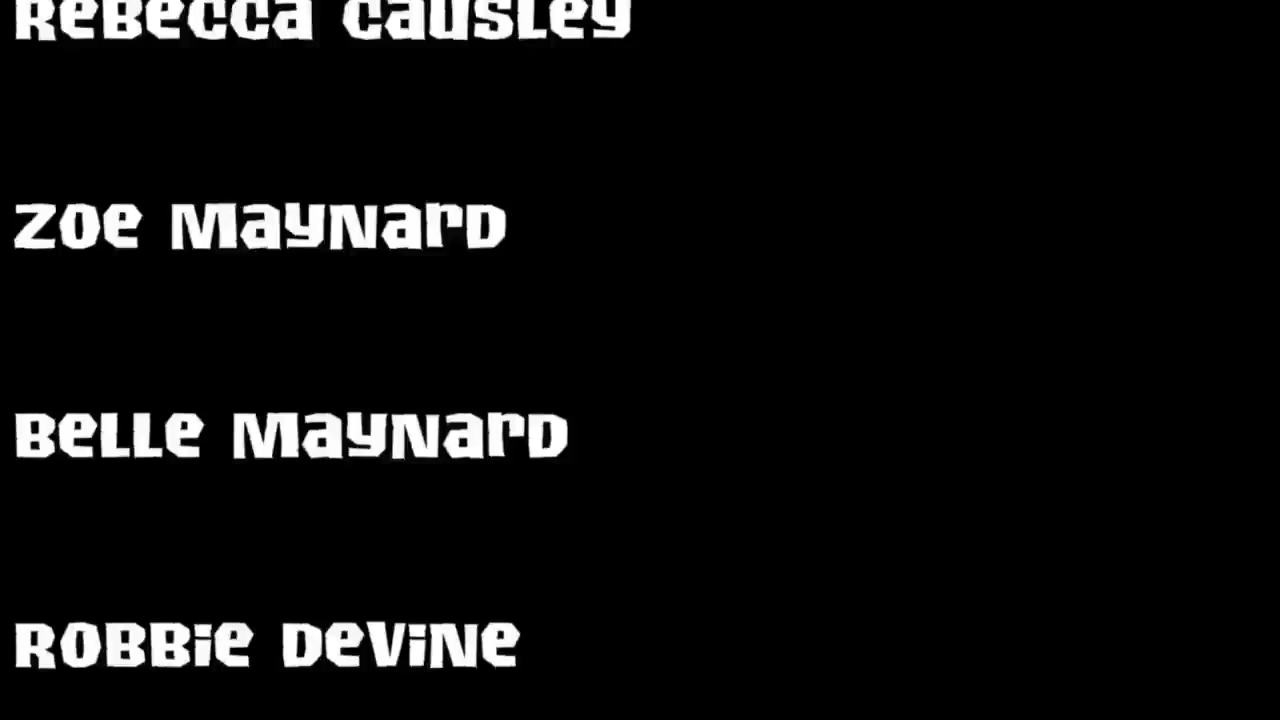 Rebecca Causley
Zoe Maynard
Belle Maynard
Robbie Devine